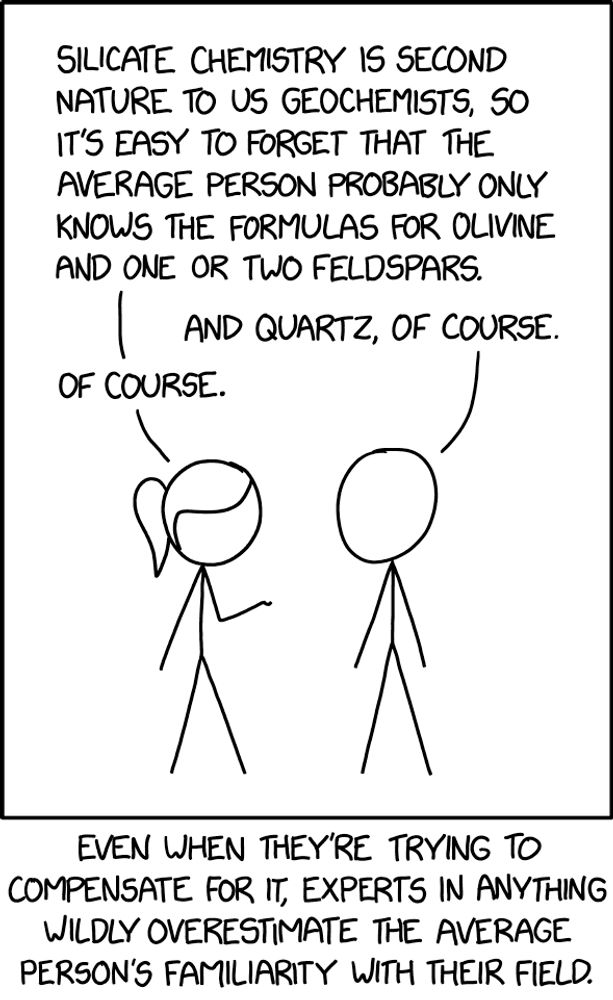 SILICATE CHEMISTRY IS SECOND
NATURE TO US GEOCHEMISTS, SO
IT'S EASY TO FORGET THAT THE
AVERAGE PERSON PROBABLY ONLY
KNOWS THE FORMULAS FOR OLIVINE
AND ONE OR TWO FELDSPARS.
AND QUARTZ, OF COURSE.
OF COURSE.
EVEN WHEN THEY'RE TRYING TO
COMPENSATE FOR IT, EXPERTS IN ANYTHING
WILDLY OVERESTIMATE THE AVERAGE
PERSON'S FAMILIARITY WITH THEIR FIELD.